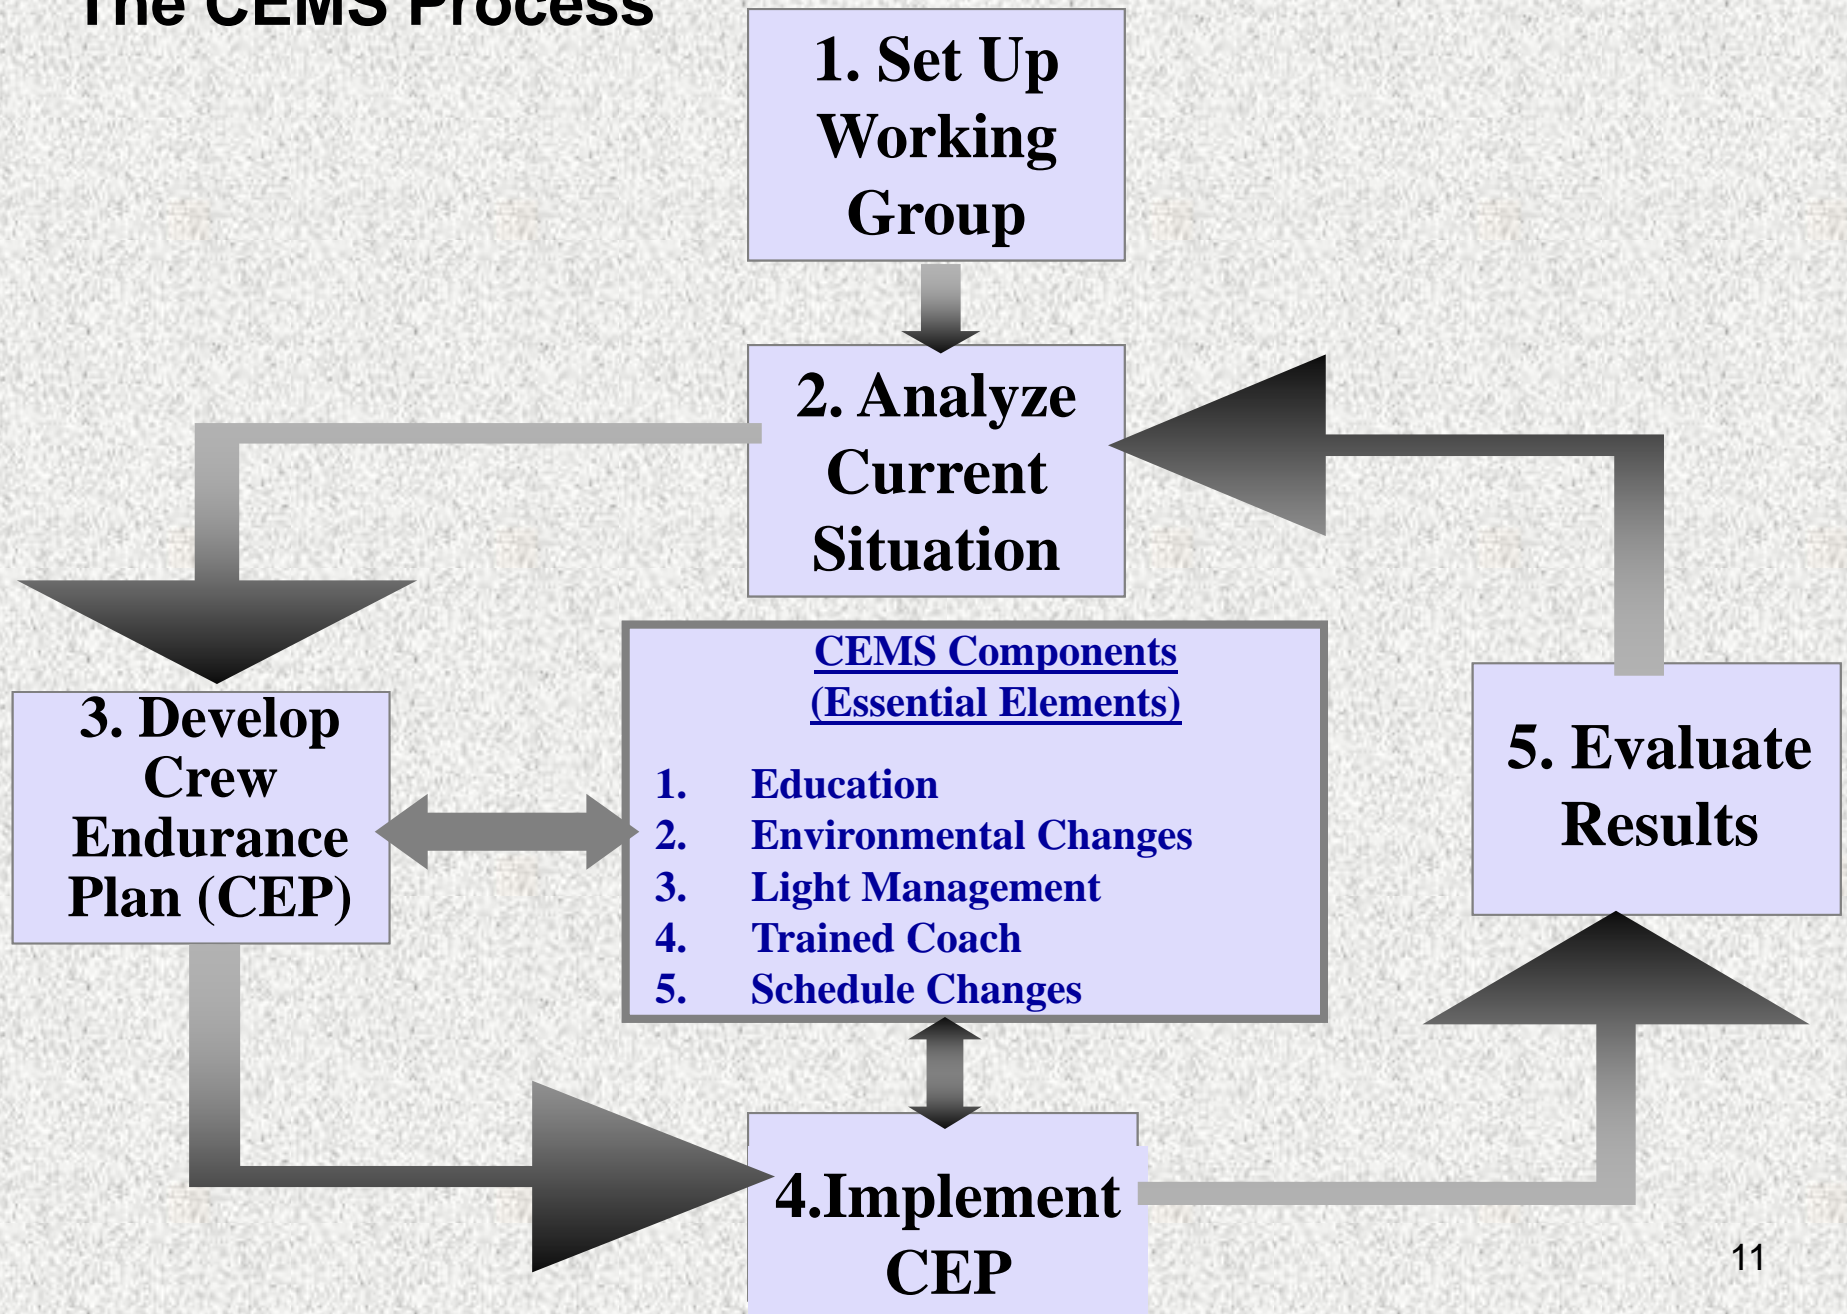 The CEMS Process
1. Set Up
Working
Group
2. Analyze
Current
Situation
CEMS Components
(Essential Elements)
1. Education
2. Environmental Changes
3. Light Management
4. Trained Coach
5. Schedule Changes
3. Develop
Crew
Endurance
Plan (CEP)
5. Evaluate
Results
4.Implement
CEP
11